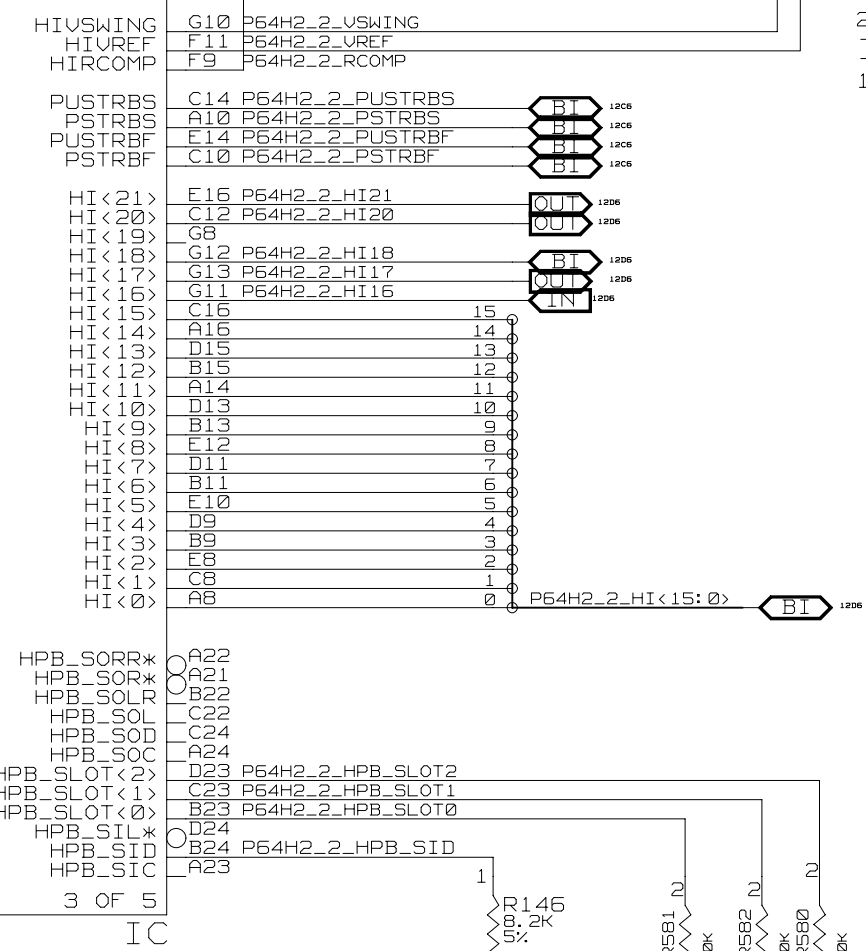 HIVSWING G10 P64H2_2_VSWING
HIVREF F11 P64H2_2_VREF
HIRCOMP F9 P64H2_2_RCOMP
PUSTRBS C14 P64H2_2_PUSTRBS BI 12C6
PSTRBS A10 P64H2_2_PSTRBS BI 12C6
PUSTRBF E14 P64H2_2_PUSTRBF BI 12C6
PSTRBF C10 P64H2_2_PSTRBF BI 12C6
HI<21> E16 P64H2_2_HI21 OUT 12D6
HI<20> C12 P64H2_2_HI20 OUT 12D6
HI<19> G8
HI<18> G12 P64H2_2_HI18 BI 12D6
HI<17> G13 P64H2_2_HI17 OUT 12D6
HI<16> G11 P64H2_2_HI16 IN 12D6
HI<15> C16 15
HI<14> A16 14
HI<13> D15 13
HI<12> B15 12
HI<11> A14 11
HI<10> D13 10
HI<9> B13 9
HI<8> E12 8
HI<7> D11 7
HI<6> B11 6
HI<5> E10 5
HI<4> D9 4
HI<3> B9 3
HI<2> E8 2
HI<1> C8 1
HI<0> A8 0 P64H2_2_HI<15:0> BI 12D6
HPB_SORR* A22
HPB_SOR* A21
HPB_SOLR B22
HPB_SOL C22
HPB_SOD C24
HPB_SOC A24
HPB_SLOT<2> D23 P64H2_2_HPB_SLOT2
HPB_SLOT<1> C23 P64H2_2_HPB_SLOT1
HPB_SLOT<0> B23 P64H2_2_HPB_SLOT0
HPB_SIL* D24
HPB_SID B24 P64H2_2_HPB_SID
HPB_SIC A23
1 2 2 2
3 OF 5
R146
8.2K
5%
R581
R582
R580
IC